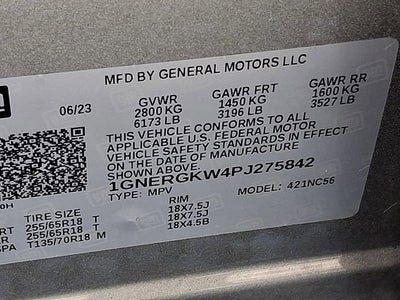 MFD BY GENERAL MOTORS LLC
06/23 GVWR GAWR FRT GAWR RR
2800 KG 1450 KG 1600 KG
6173 LB 3196 LB 3527 LB
THIS VEHICLE CONFORMS TO ALL
APPLICABLE U.S. FEDERAL MOTOR
VEHICLE SAFETY STANDARDS IN
EFFECT ON THE DATE OF MANUFACTURE
SHOWN ABOVE
1GNERGKW4PJ275842
TYPE: MPV MODEL: 421NC56
TIRE SIZE RIM
RT 255/65R18 T 18X7.5J
AR 255/65R18 T 18X7.5J
SPA T135/70R18 18X4.5B